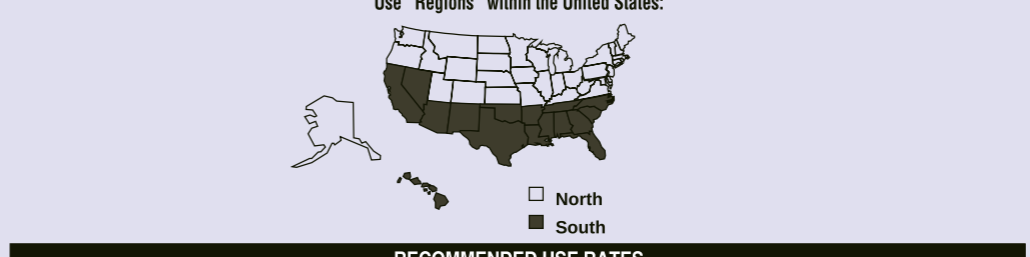 Use "Regions" within the United States:
North
South
RECOMMENDED USE RATES